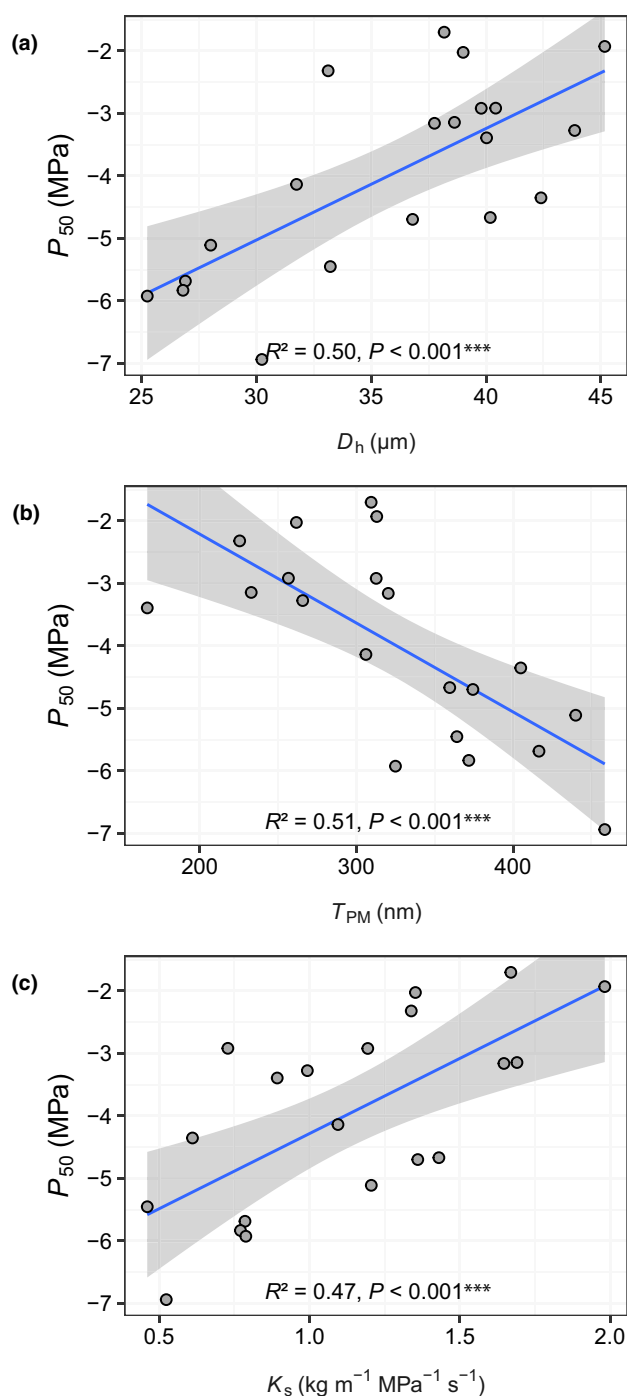 (a)
−2
−3
−4
−5
−6
−7
P₅₀ (MPa)
R² = 0.50, P < 0.001***
25 30 35 40 45
D_h (µm)
(b)
−2
−3
−4
−5
−6
−7
P₅₀ (MPa)
R² = 0.51, P < 0.001***
200 300 400
T_PM (nm)
(c)
−2
−3
−4
−5
−6
−7
P₅₀ (MPa)
R² = 0.47, P < 0.001***
0.5 1.0 1.5 2.0
K_s (kg m⁻¹ MPa⁻¹ s⁻¹)